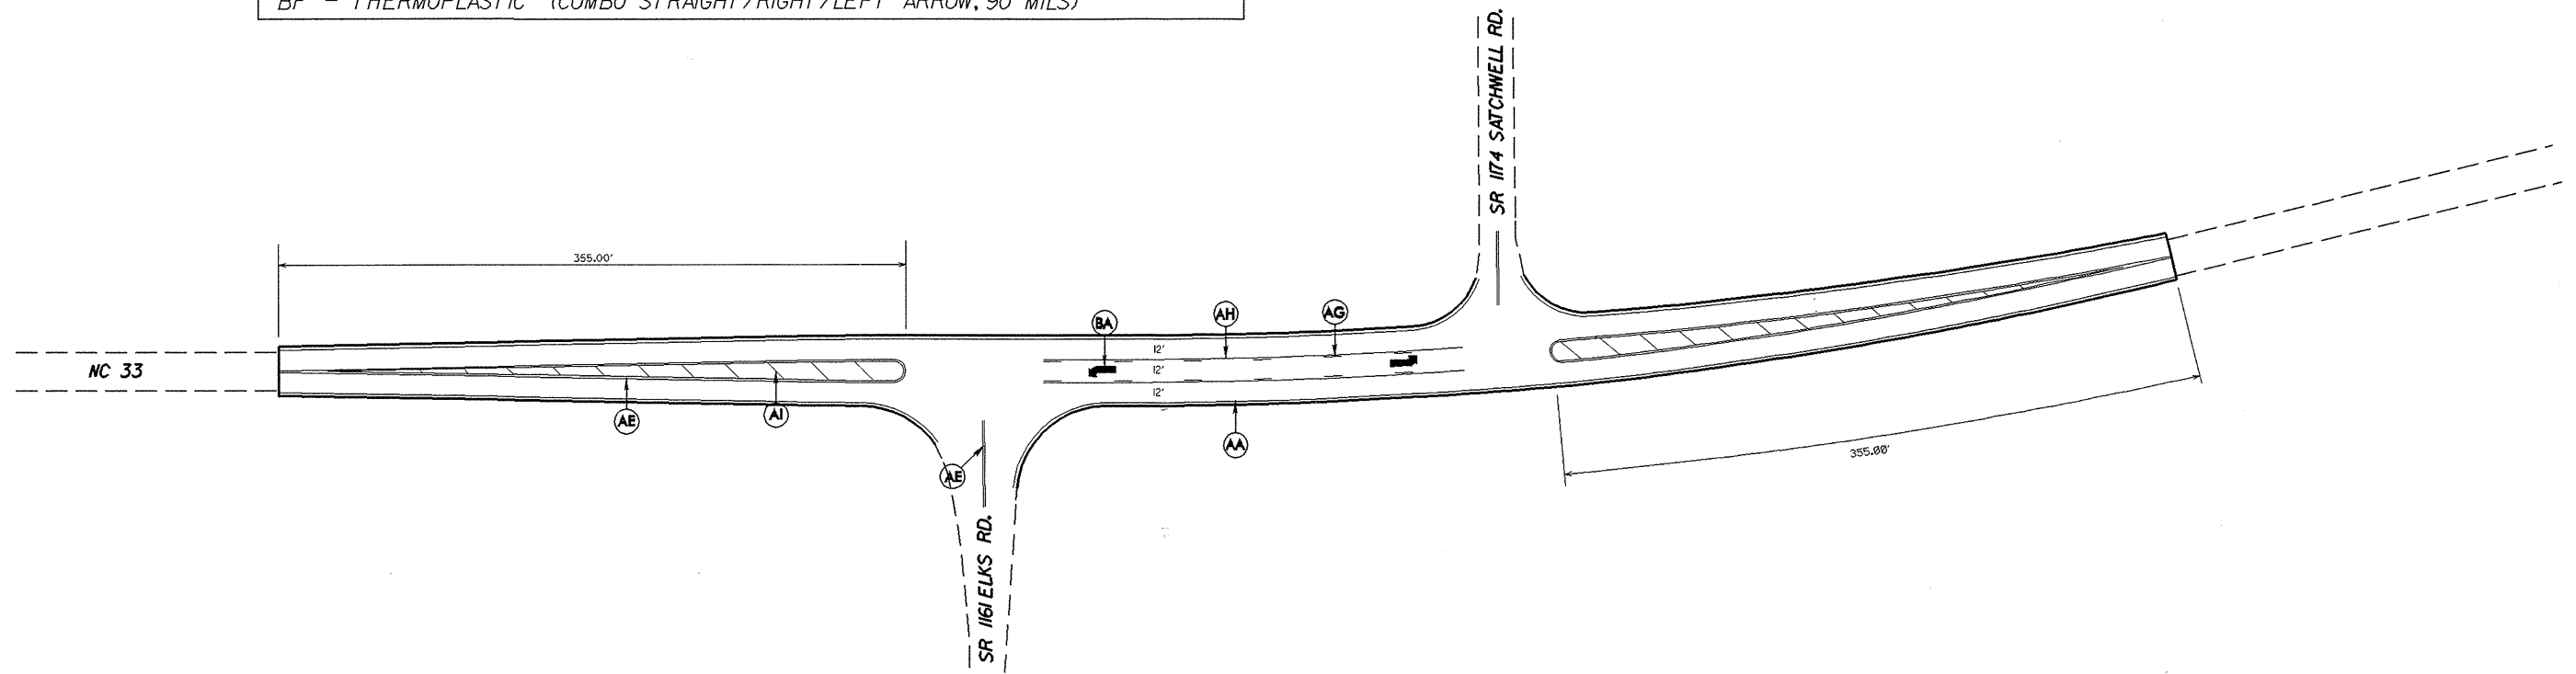 BF - THERMOPLASTIC (COMBO STRAIGHT/RIGHT/LEFT ARROW, 90 MILS)
SR 1174 SATCHWELL RD.
355.00'
BA
AH
AG
NC 33
12'
12'
12'
AE
AI
AA
AE
355.00'
SR 1161 ELKS RD.